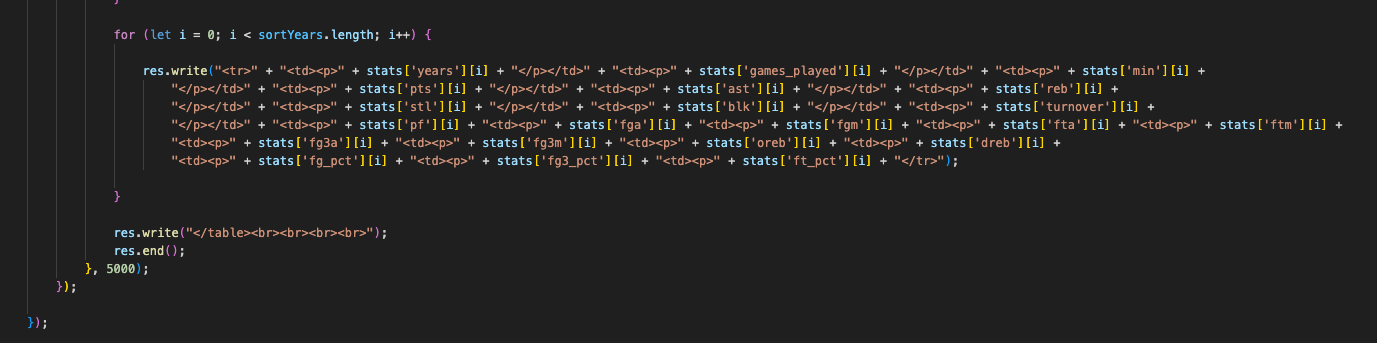 }
for (let i = 0; i < sortYears.length; i++) {
res.write("<tr>" + "<td><p>" + stats['years'][i] + "</p></td>" + "<td><p>" + stats['games_played'][i] + "</p></td>" + "<td><p>" + stats['min'][i] +
"</p></td>" + "<td><p>" + stats['pts'][i] + "</p></td>" + "<td><p>" + stats['ast'][i] + "</p></td>" + "<td><p>" + stats['reb'][i] +
"</p></td>" + "<td><p>" + stats['stl'][i] + "</p></td>" + "<td><p>" + stats['blk'][i] + "</p></td>" + "<td><p>" + stats['turnover'][i] +
"</p></td>" + "<td><p>" + stats['pf'][i] + "<td><p>" + stats['fga'][i] + "<td><p>" + stats['fgm'][i] + "<td><p>" + stats['fta'][i] + "<td><p>" + stats['ftm'][i] +
"<td><p>" + stats['fg3a'][i] + "<td><p>" + stats['fg3m'][i] + "<td><p>" + stats['oreb'][i] + "<td><p>" + stats['dreb'][i] +
"<td><p>" + stats['fg_pct'][i] + "<td><p>" + stats['fg3_pct'][i] + "<td><p>" + stats['ft_pct'][i] + "</tr>");
}
res.write("</table><br><br><br><br>");
res.end();
}, 5000);
});
});